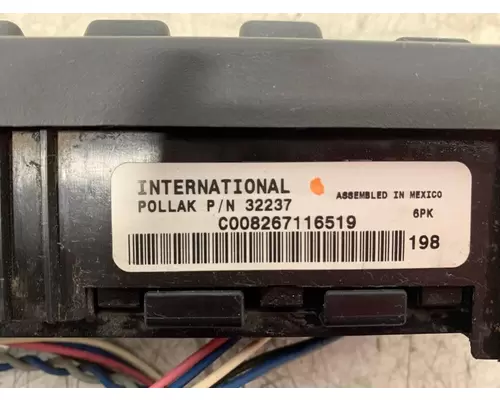 INTERNATIONAL
ASSEMBLED IN MEXICO
POLLAK P/N 32237
6PK
C008267116519
198